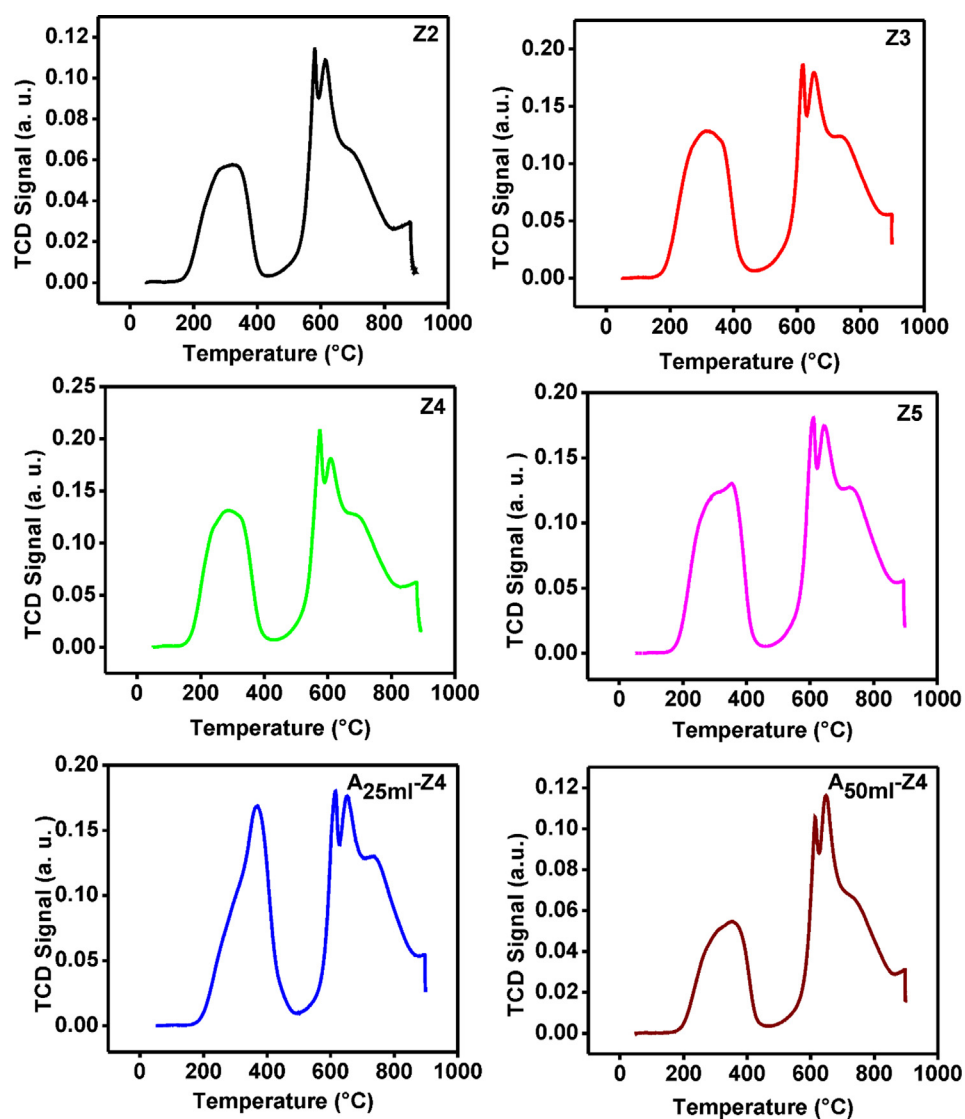 Z2
TCD Signal (a. u.)
0.12
0.10
0.08
0.06
0.04
0.02
0.00
0 200 400 600 800 1000
Temperature (°C)
Z3
TCD Signal (a.u.)
0.20
0.15
0.10
0.05
0.00
0 200 400 600 800 1000
Temperature (°C)
Z4
TCD Signal (a. u.)
0.25
0.20
0.15
0.10
0.05
0.00
0 200 400 600 800 1000
Temperature (°C)
Z5
TCD Signal (a. u.)
0.20
0.15
0.10
0.05
0.00
0 200 400 600 800 1000
Temperature (°C)
A25ml-Z4
TCD Signal (a. u.)
0.20
0.15
0.10
0.05
0.00
0 200 400 600 800 1000
Temperature (°C)
A50ml-Z4
TCD Signal (a.u.)
0.12
0.10
0.08
0.06
0.04
0.02
0.00
0 200 400 600 800 1000
Temperature (°C)